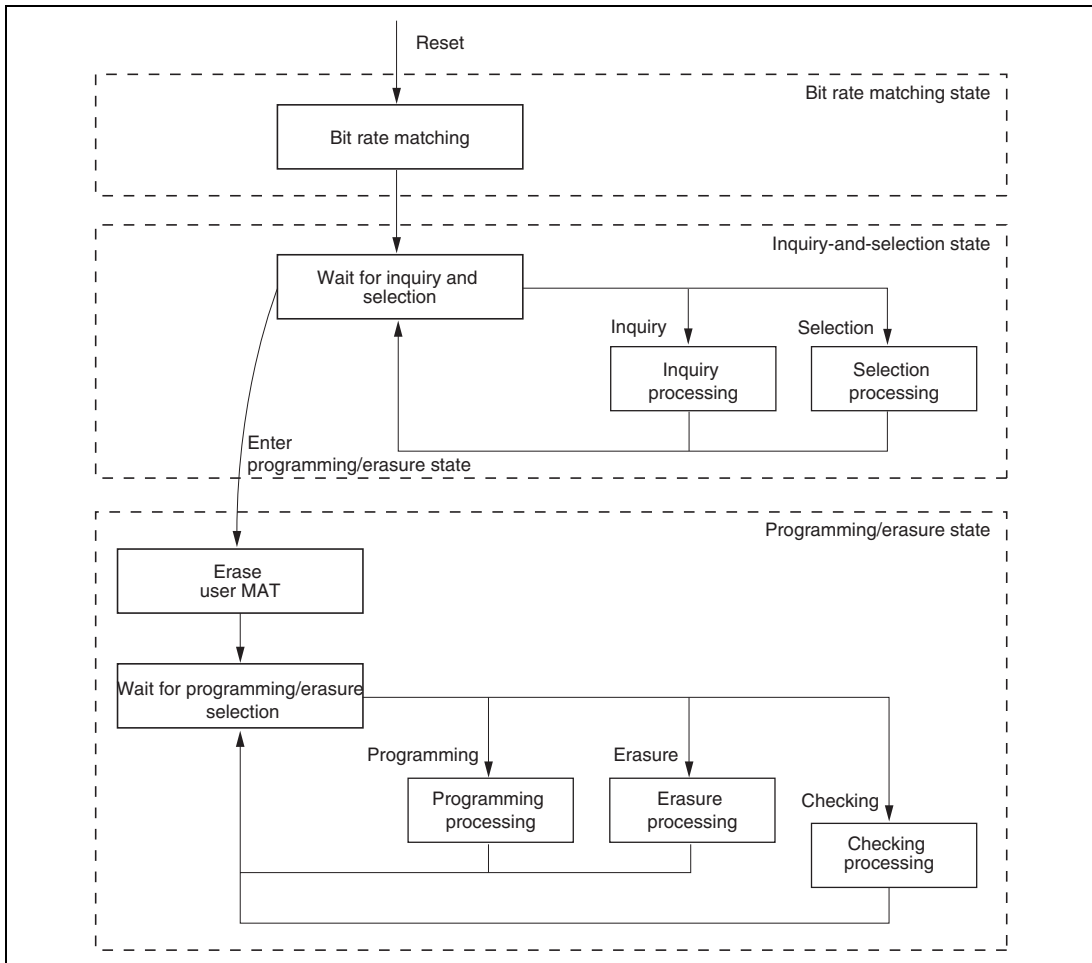 Reset
Bit rate matching state
Bit rate matching
Inquiry-and-selection state
Wait for inquiry and
selection
Inquiry
Selection
Inquiry
processing
Selection
processing
Enter
programming/erasure state
Programming/erasure state
Erase
user MAT
Wait for programming/erasure
selection
Programming
Erasure
Checking
Programming
processing
Erasure
processing
Checking
processing